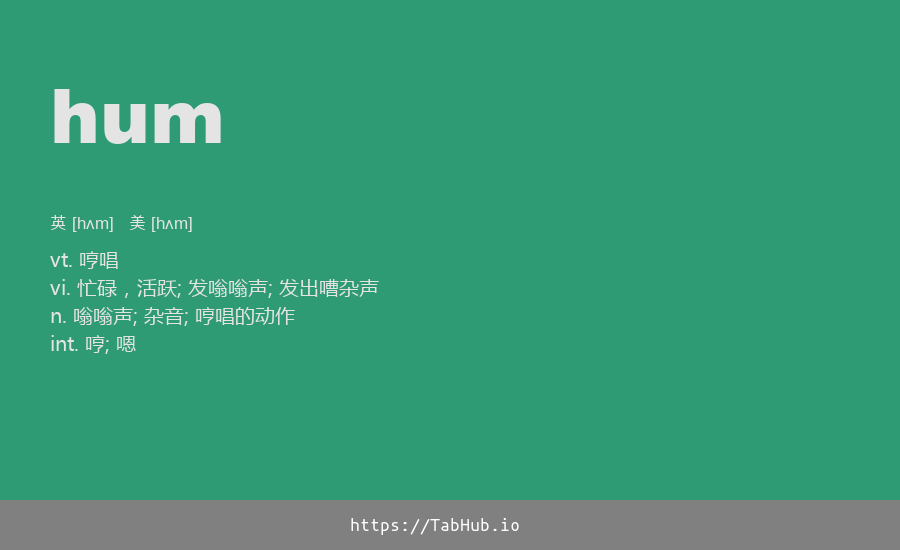 hum
英 [hʌm] 美 [hʌm]
vt. 哼唱
vi. 忙碌，活跃; 发嗡嗡声; 发出嘈杂声
n. 嗡嗡声; 杂音; 哼唱的动作
int. 哼; 嗯
https://TabHub.io